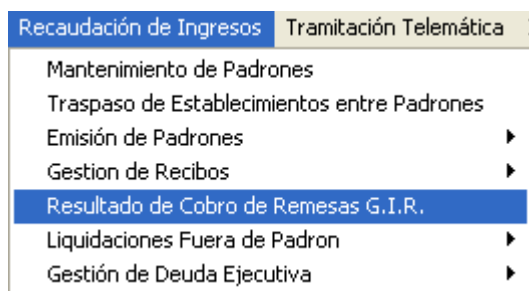 Recaudación de Ingresos Tramitación Telemática
Mantenimiento de Padrones
Traspaso de Establecimientos entre Padrones
Emisión de Padrones
Gestion de Recibos
Resultado de Cobro de Remesas G.I.R.
Liquidaciones Fuera de Padron
Gestión de Deuda Ejecutiva